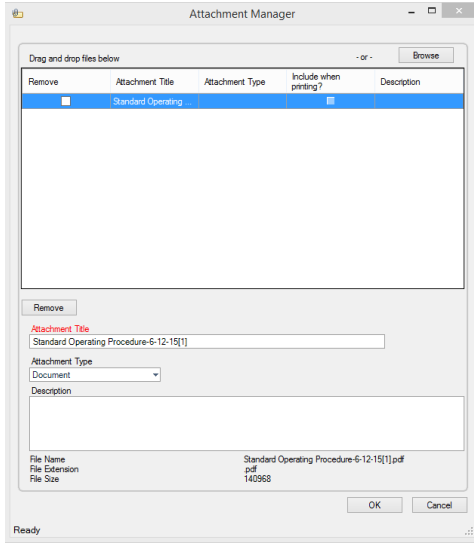 Attachment Manager
Drag and drop files below - or - Browse
Remove Attachment Title Attachment Type Include when printing? Description
Standard Operating ...
Remove
Attachment Title
Standard Operating Procedure-6-12-15[1]
Attachment Type
Document
Description
File Name Standard Operating Procedure-6-12-15[1].pdf
File Extension .pdf
File Size 140968
OK Cancel
Ready